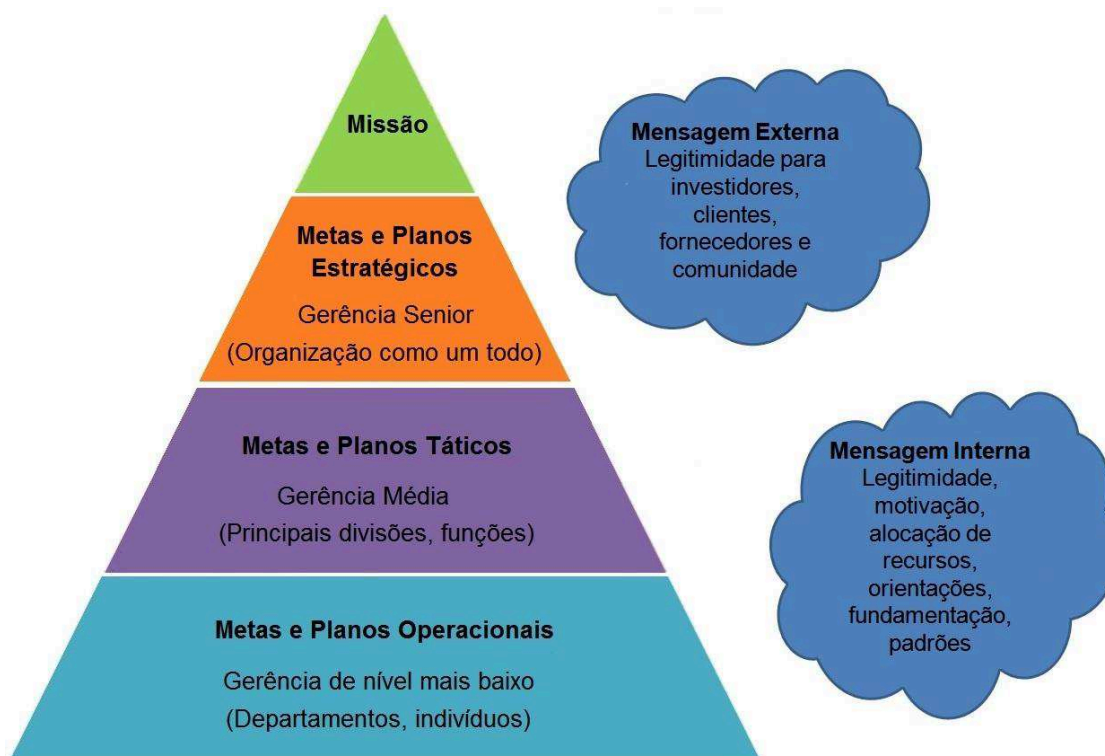 Missão
Metas e Planos
Estratégicos
Gerência Senior
(Organização como um todo)
Metas e Planos Táticos
Gerência Média
(Principais divisões, funções)
Metas e Planos Operacionais
Gerência de nível mais baixo
(Departamentos, indivíduos)
Mensagem Externa
Legitimidade para
investidores,
clientes,
fornecedores e
comunidade
Mensagem Interna
Legitimidade,
motivação,
alocação de
recursos,
orientações,
fundamentação,
padrões